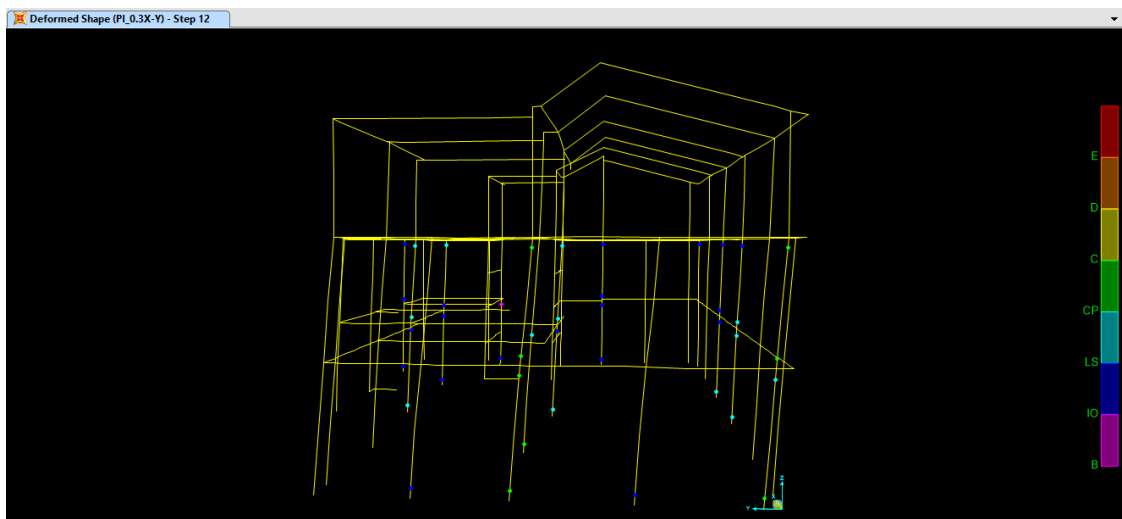 Deformed Shape (PI_0.3X-Y) - Step 12
E
D
C
CP
LS
IO
B
Z
X
Y